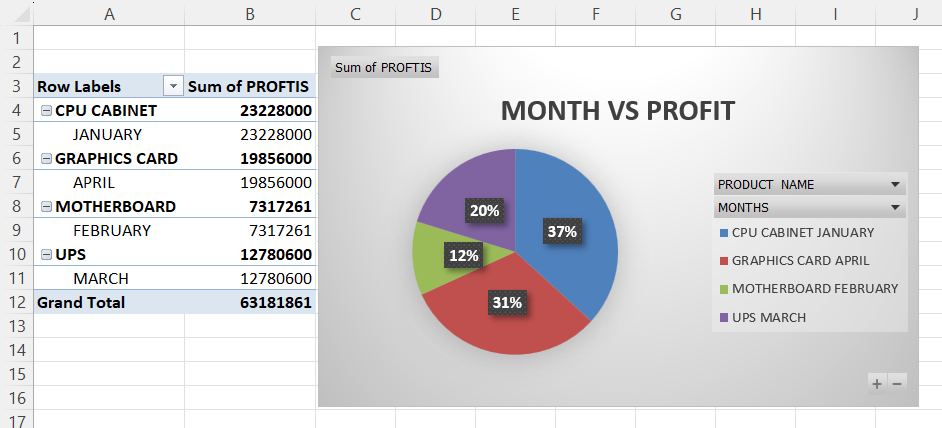 A B C D E F G H I J
1
2
3 Row Labels Sum of PROFTIS
4 CPU CABINET 23228000
5 JANUARY 23228000
6 GRAPHICS CARD 19856000
7 APRIL 19856000
8 MOTHERBOARD 7317261
9 FEBRUARY 7317261
10 UPS 12780600
11 MARCH 12780600
12 Grand Total 63181861
13
14
15
16
17
Sum of PROFTIS
MONTH VS PROFIT
20%
37%
12%
31%
PRODUCT NAME
MONTHS
CPU CABINET JANUARY
GRAPHICS CARD APRIL
MOTHERBOARD FEBRUARY
UPS MARCH
+ −